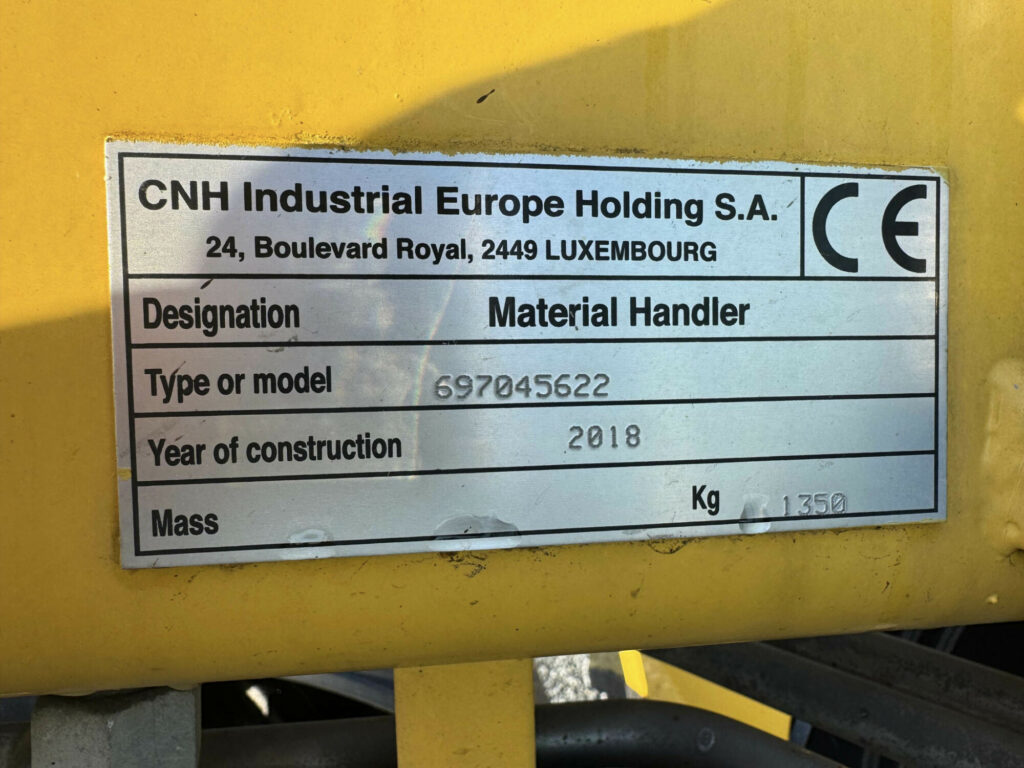 CNH Industrial Europe Holding S.A.
24, Boulevard Royal, 2449 LUXEMBOURG
CE
Designation Material Handler
Type or model 697045622
Year of construction 2018
Mass Kg 1350